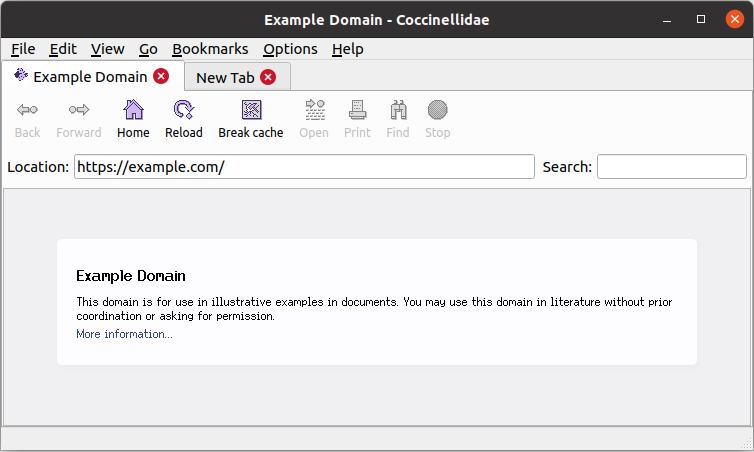 Example Domain - Coccinellidae
File Edit View Go Bookmarks Options Help
Example Domain New Tab
Back Forward Home Reload Break cache Open Print Find Stop
Location: https://example.com/ Search:
Example Domain
This domain is for use in illustrative examples in documents. You may use this domain in literature without prior
coordination or asking for permission.
More information...